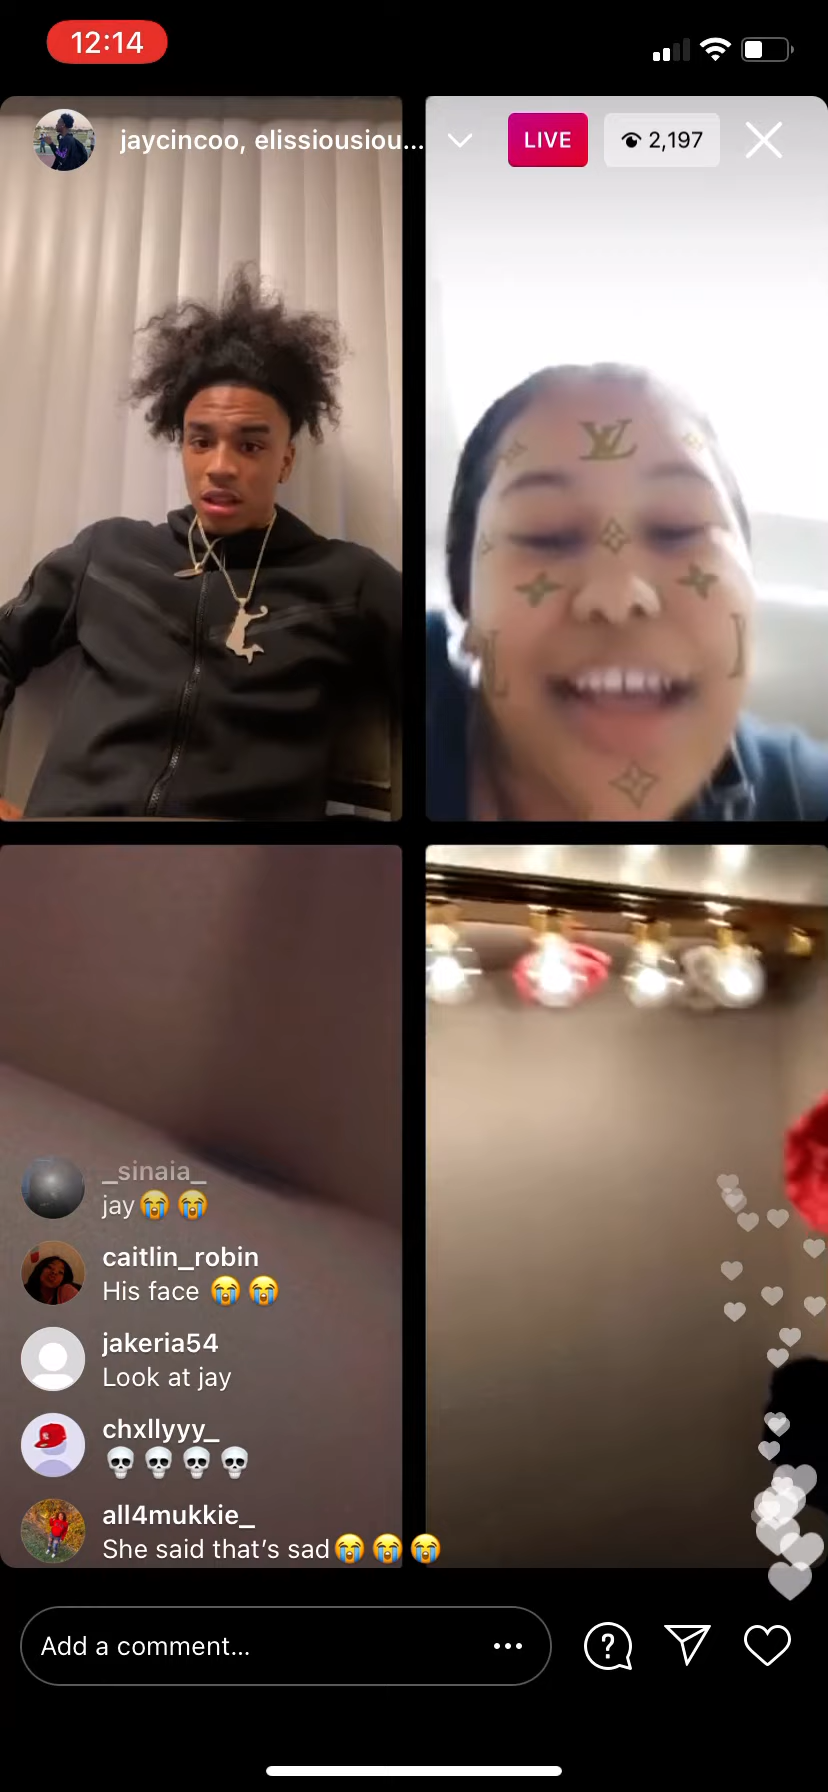 12:14
jaycincoo, elissiousiou...
LIVE
2,197
LV
_sinaia_
jay😭😭
caitlin_robin
His face 😭😭
jakeria54
Look at jay
chxllyyy_
💀💀💀💀
all4mukkie_
She said that’s sad😭😭😭
Add a comment...